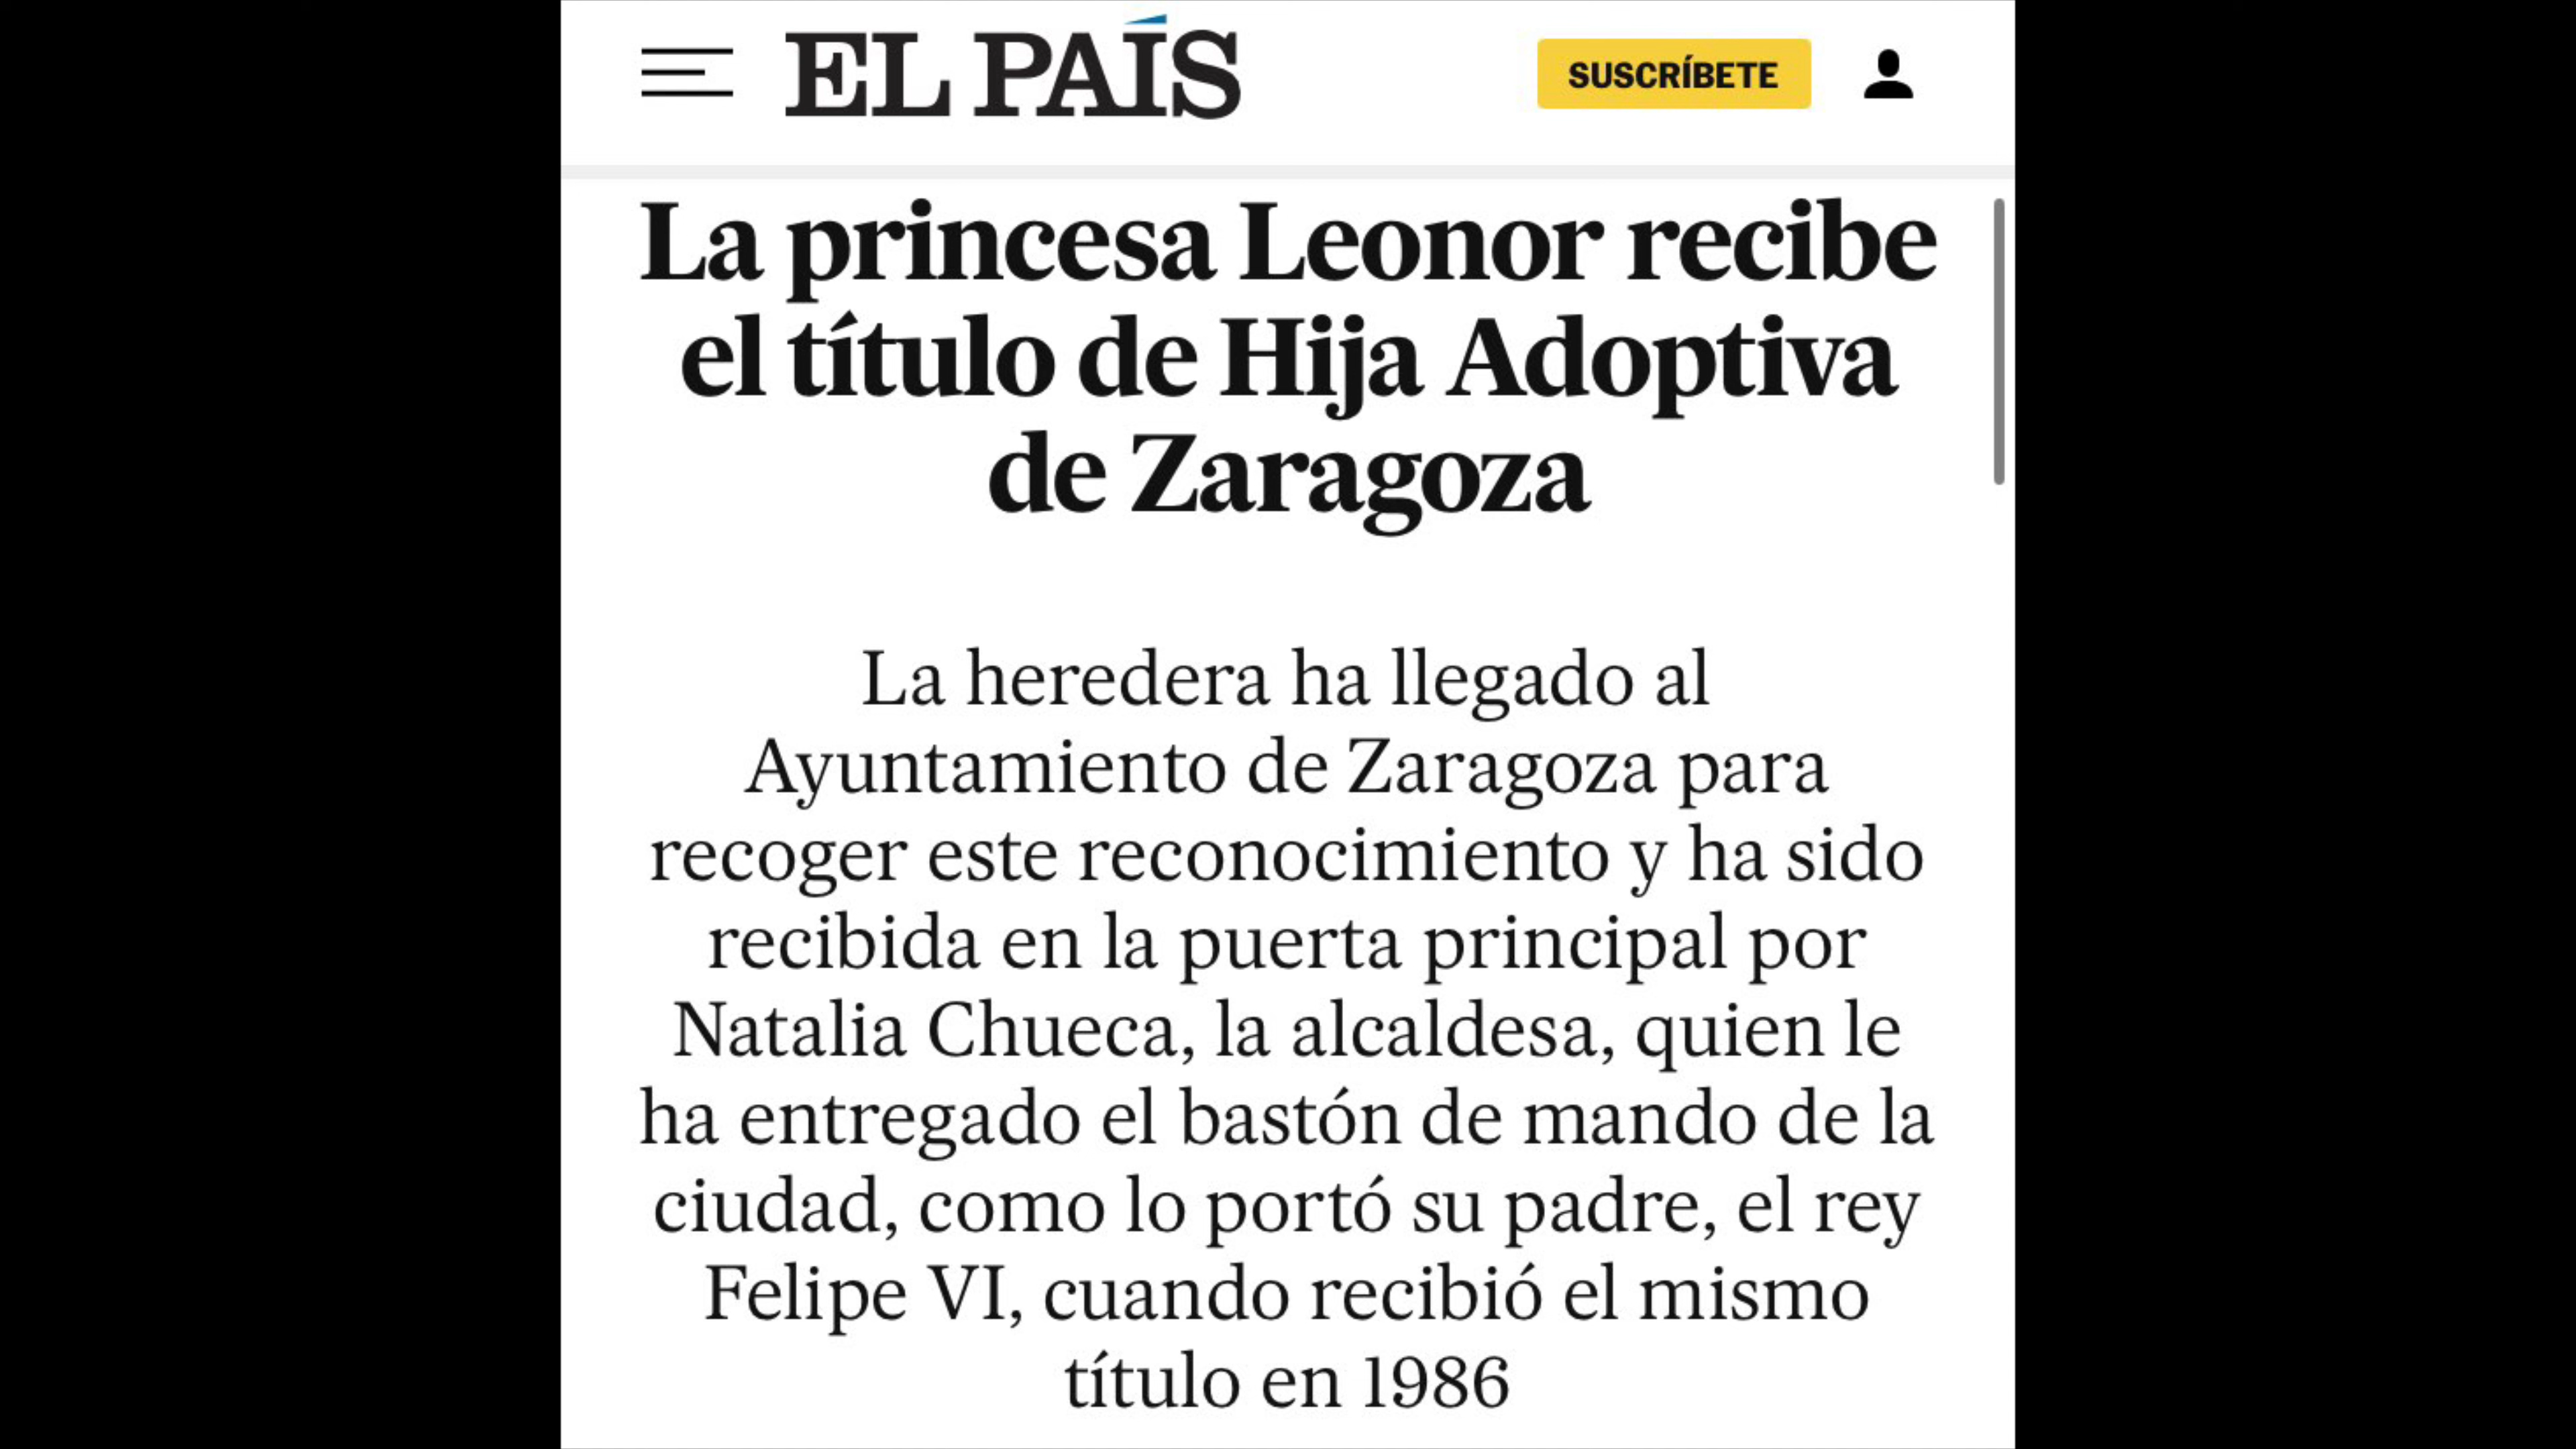 EL PAÍS
SUSCRÍBETE
La princesa Leonor recibe
el título de Hija Adoptiva
de Zaragoza
La heredera ha llegado al
Ayuntamiento de Zaragoza para
recoger este reconocimiento y ha sido
recibida en la puerta principal por
Natalia Chueca, la alcaldesa, quien le
ha entregado el bastón de mando de la
ciudad, como lo portó su padre, el rey
Felipe VI, cuando recibió el mismo
título en 1986